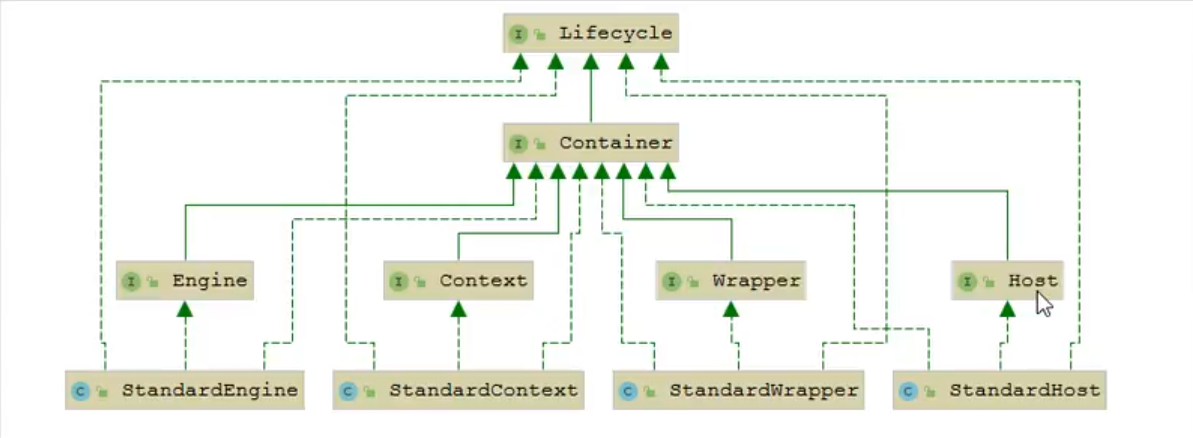 I Lifecycle
I Container
I Engine
I Context
I Wrapper
I Host
C StandardEngine
C StandardContext
C StandardWrapper
C StandardHost